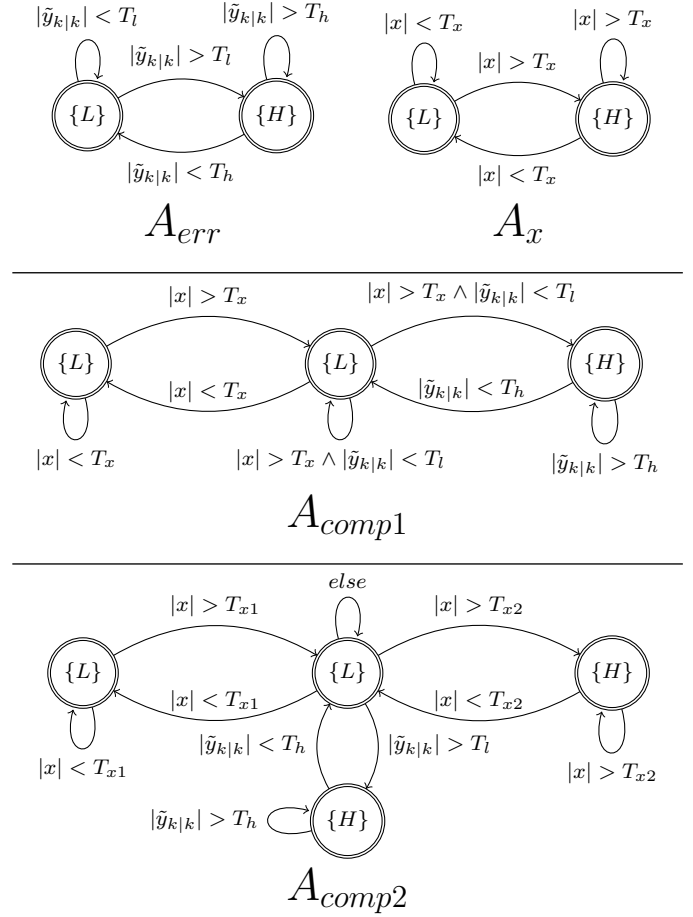 |ỹ_{k|k}| < T_l
|ỹ_{k|k}| > T_h
|ỹ_{k|k}| > T_l
{L}
{H}
|ỹ_{k|k}| < T_h
A_{err}
|x| < T_x
|x| > T_x
|x| > T_x
{L}
{H}
|x| < T_x
A_x
|x| > T_x
|x| > T_x ∧ |ỹ_{k|k}| < T_l
{L}
{L}
{H}
|x| < T_x
|ỹ_{k|k}| < T_h
|x| < T_x
|x| > T_x ∧ |ỹ_{k|k}| < T_l
|ỹ_{k|k}| > T_h
A_{comp1}
else
|x| > T_{x1}
|x| > T_{x2}
{L}
{L}
{H}
|x| < T_{x1}
|x| < T_{x2}
|ỹ_{k|k}| < T_h
|ỹ_{k|k}| > T_l
|x| < T_{x1}
|x| > T_{x2}
|ỹ_{k|k}| > T_h
{H}
A_{comp2}